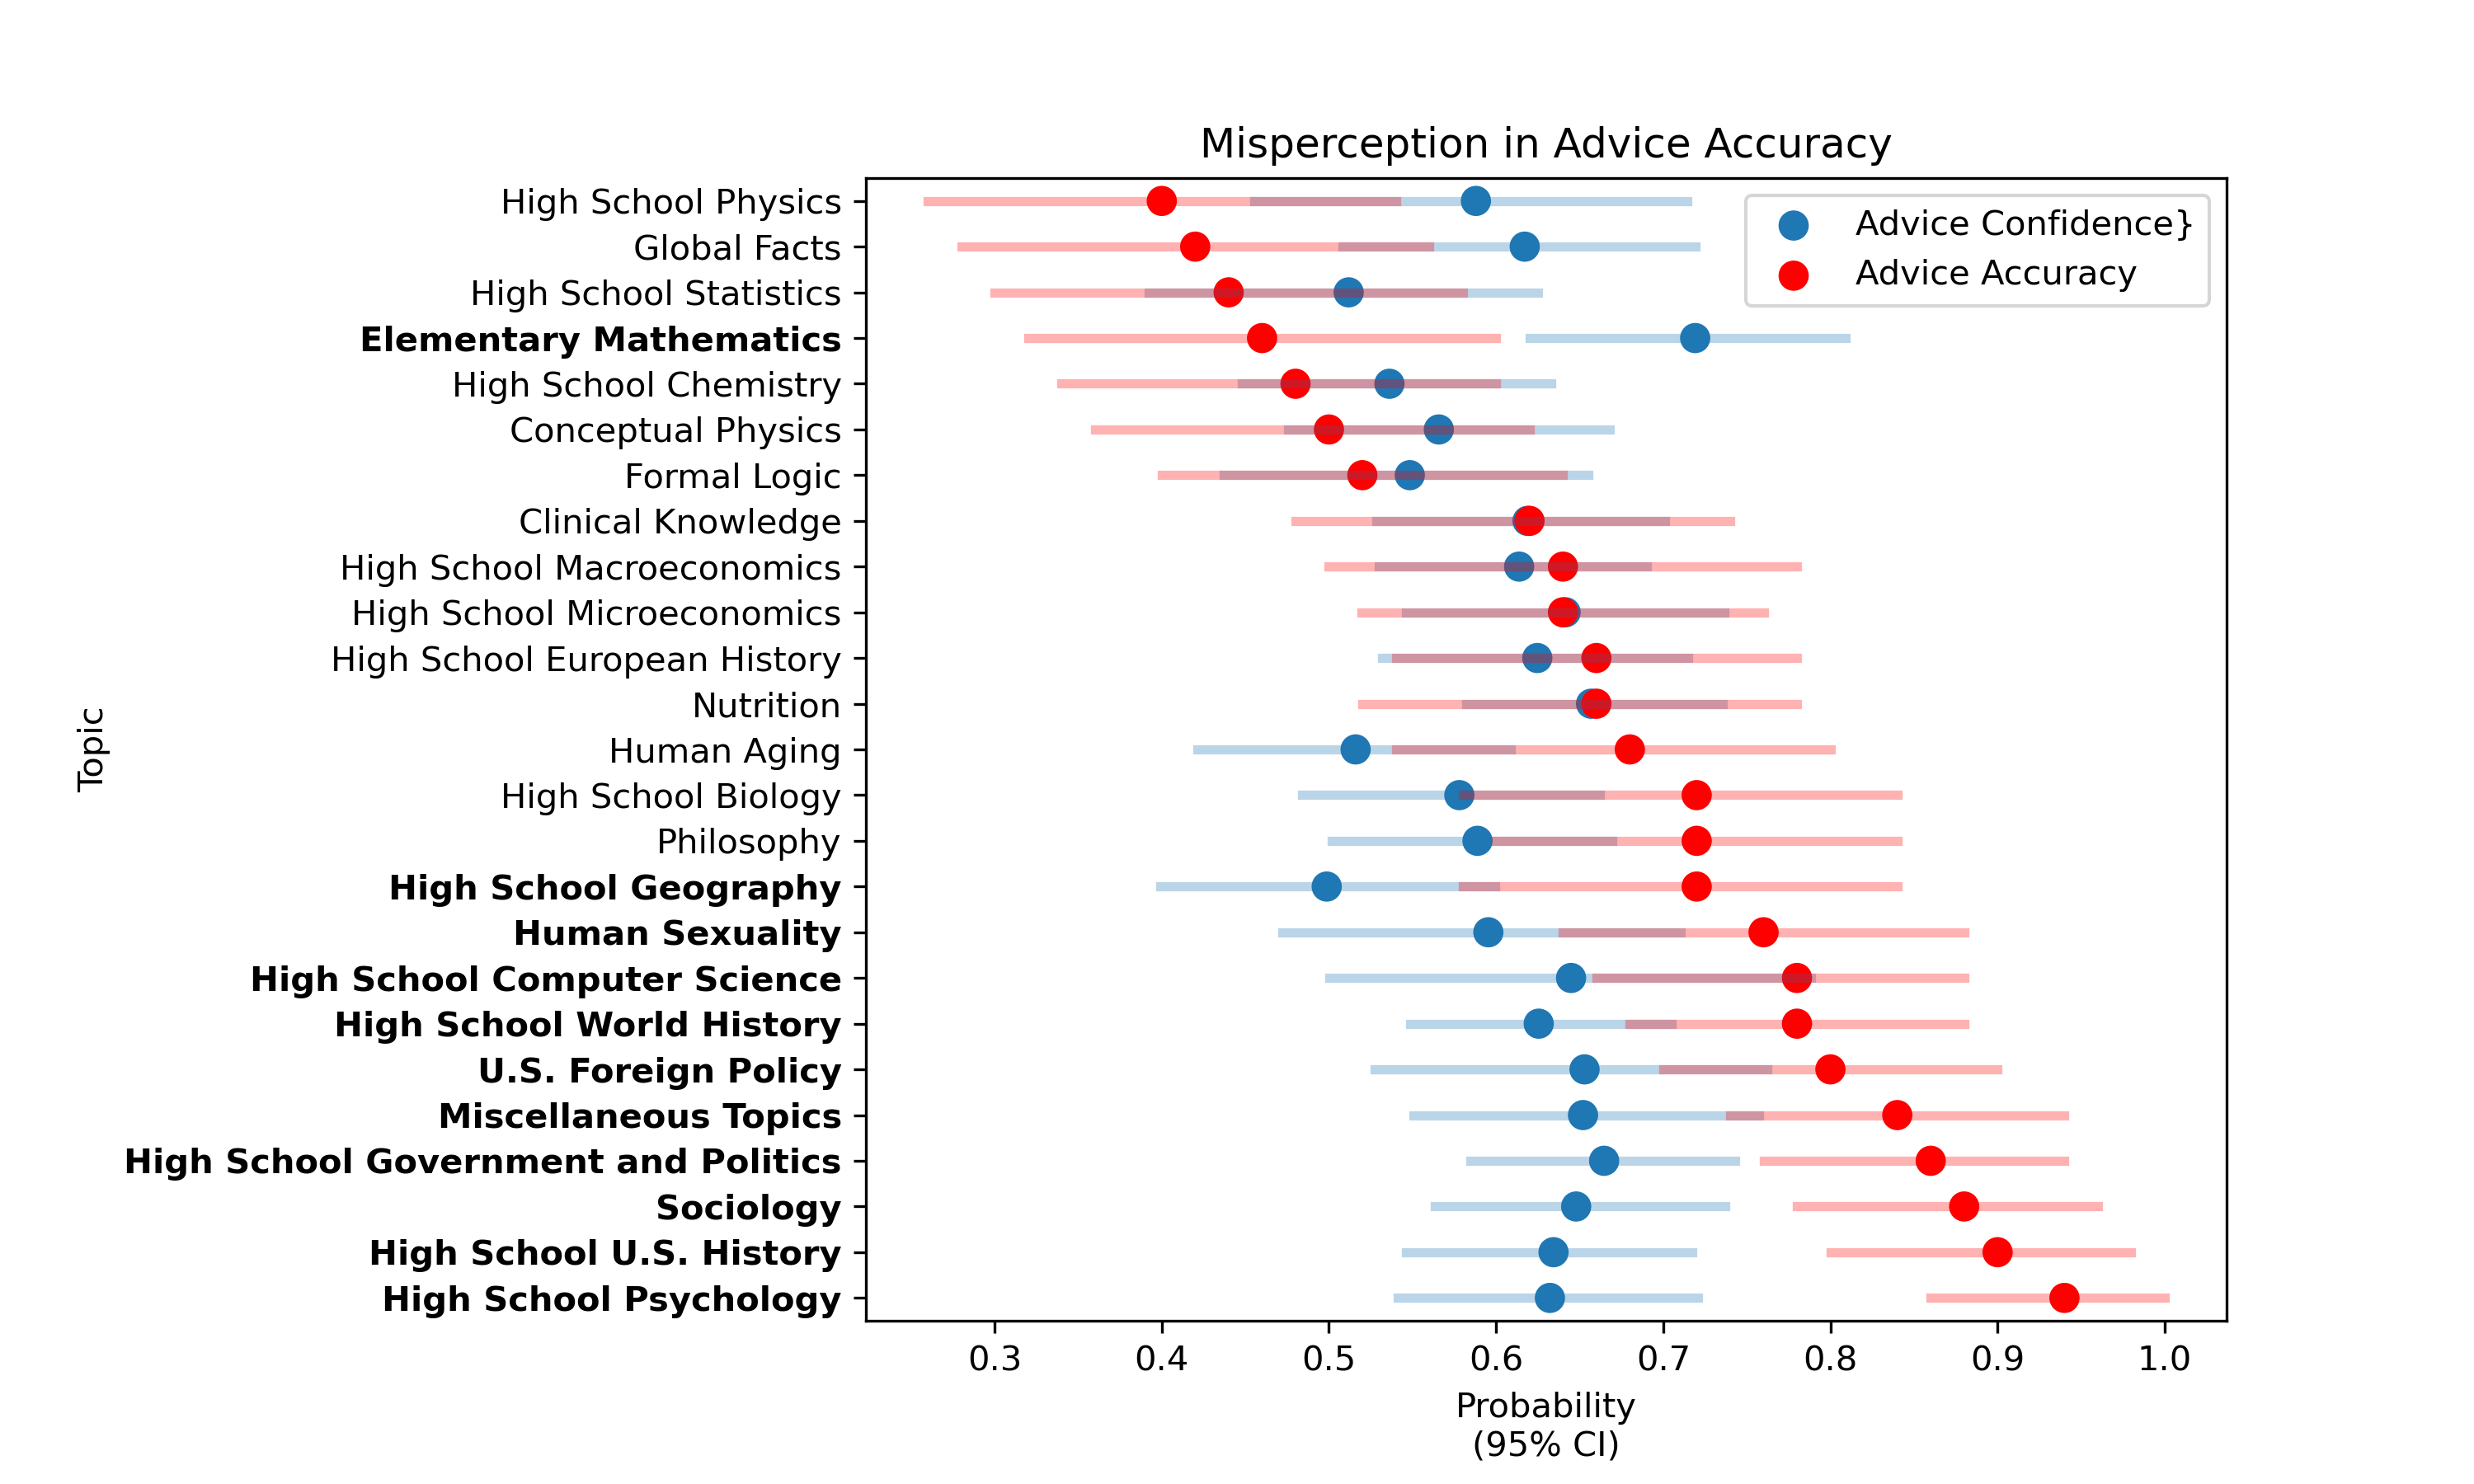 Misperception in Advice Accuracy
Advice Confidence}
Advice Accuracy
Topic
High School Physics
Global Facts
High School Statistics
Elementary Mathematics
High School Chemistry
Conceptual Physics
Formal Logic
Clinical Knowledge
High School Macroeconomics
High School Microeconomics
High School European History
Nutrition
Human Aging
High School Biology
Philosophy
High School Geography
Human Sexuality
High School Computer Science
High School World History
U.S. Foreign Policy
Miscellaneous Topics
High School Government and Politics
Sociology
High School U.S. History
High School Psychology
0.3 0.4 0.5 0.6 0.7 0.8 0.9 1.0
Probability
(95% CI)